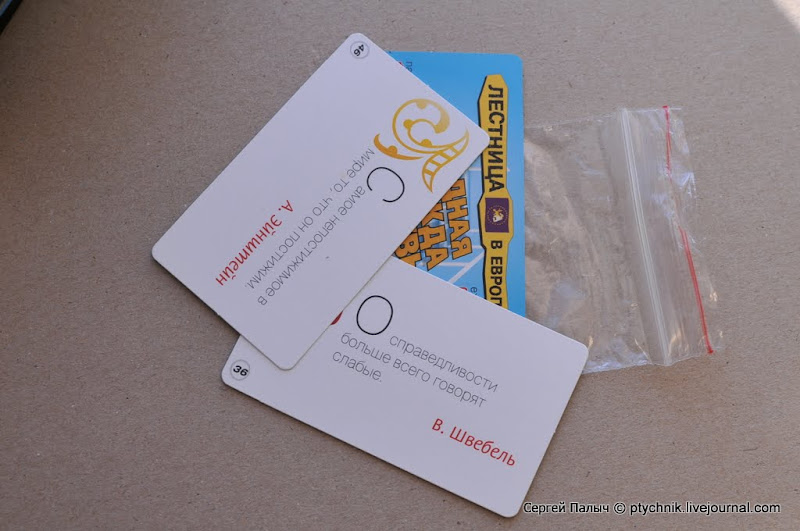 46
Самое непостижимое в
мире то, что он постижим.
А. Эйнштейн
ЛЕСТНИЦА
В ЕВРОП
36
О справедливости
больше всего говорят
слабые.
В. Швебель
Сергей Палыч © ptychnik.livejournal.com